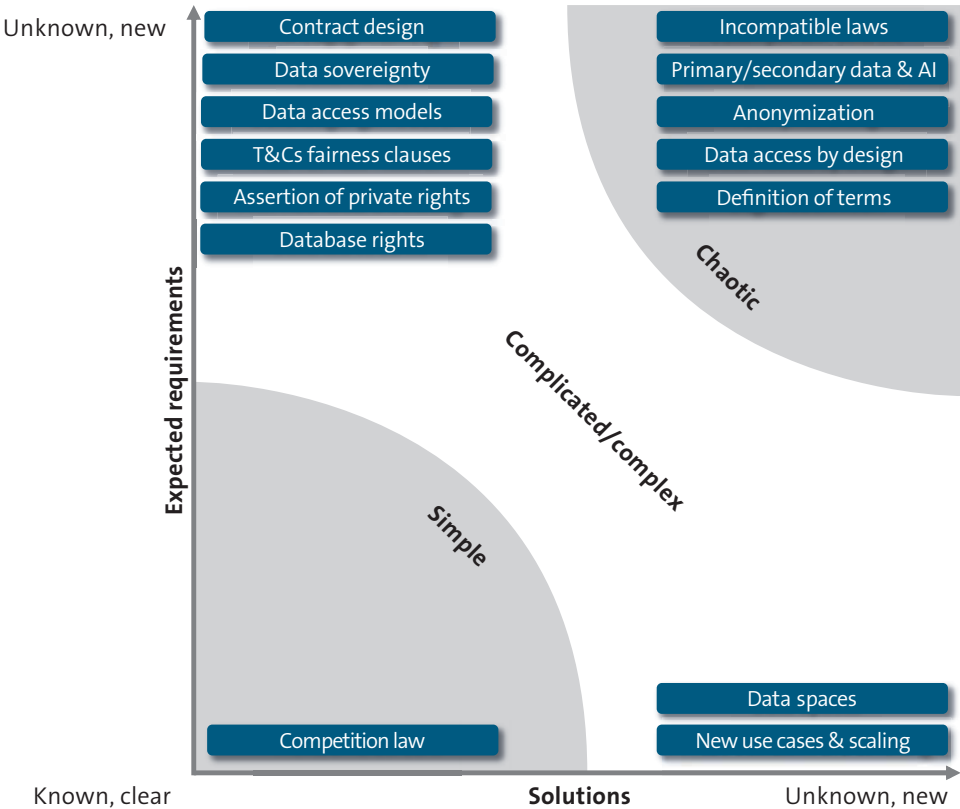 Unknown, new
Contract design
Data sovereignty
Data access models
T&Cs fairness clauses
Assertion of private rights
Database rights
Incompatible laws
Primary/secondary data & AI
Anonymization
Data access by design
Definition of terms
Chaotic
Complicated/complex
Simple
Expected requirements
Data spaces
New use cases & scaling
Competition law
Known, clear
Solutions
Unknown, new